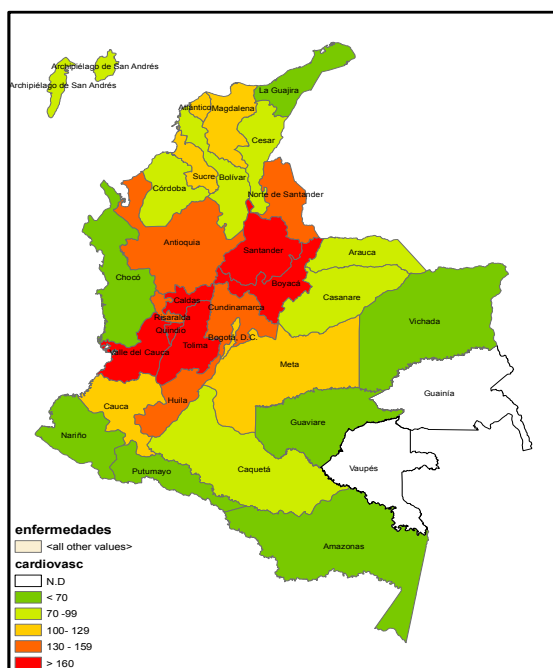 Archipiélago de San Andrés
Archipiélago de San Andrés
La Guajira
Atlántico
Magdalena
Cesar
Sucre
Bolívar
Córdoba
Norte de Santander
Antioquia
Santander
Arauca
Chocó
Boyacá
Caldas
Casanare
Cundinamarca
Vichada
Risaralda
Quindío
Bogotá, D.C.
Tolima
Valle del Cauca
Meta
Guainía
Cauca
Huila
Guaviare
Nariño
Vaupés
Caquetá
Putumayo
Amazonas
enfermedades
<all other values>
cardiovasc
N.D
< 70
70 -99
100- 129
130 - 159
> 160